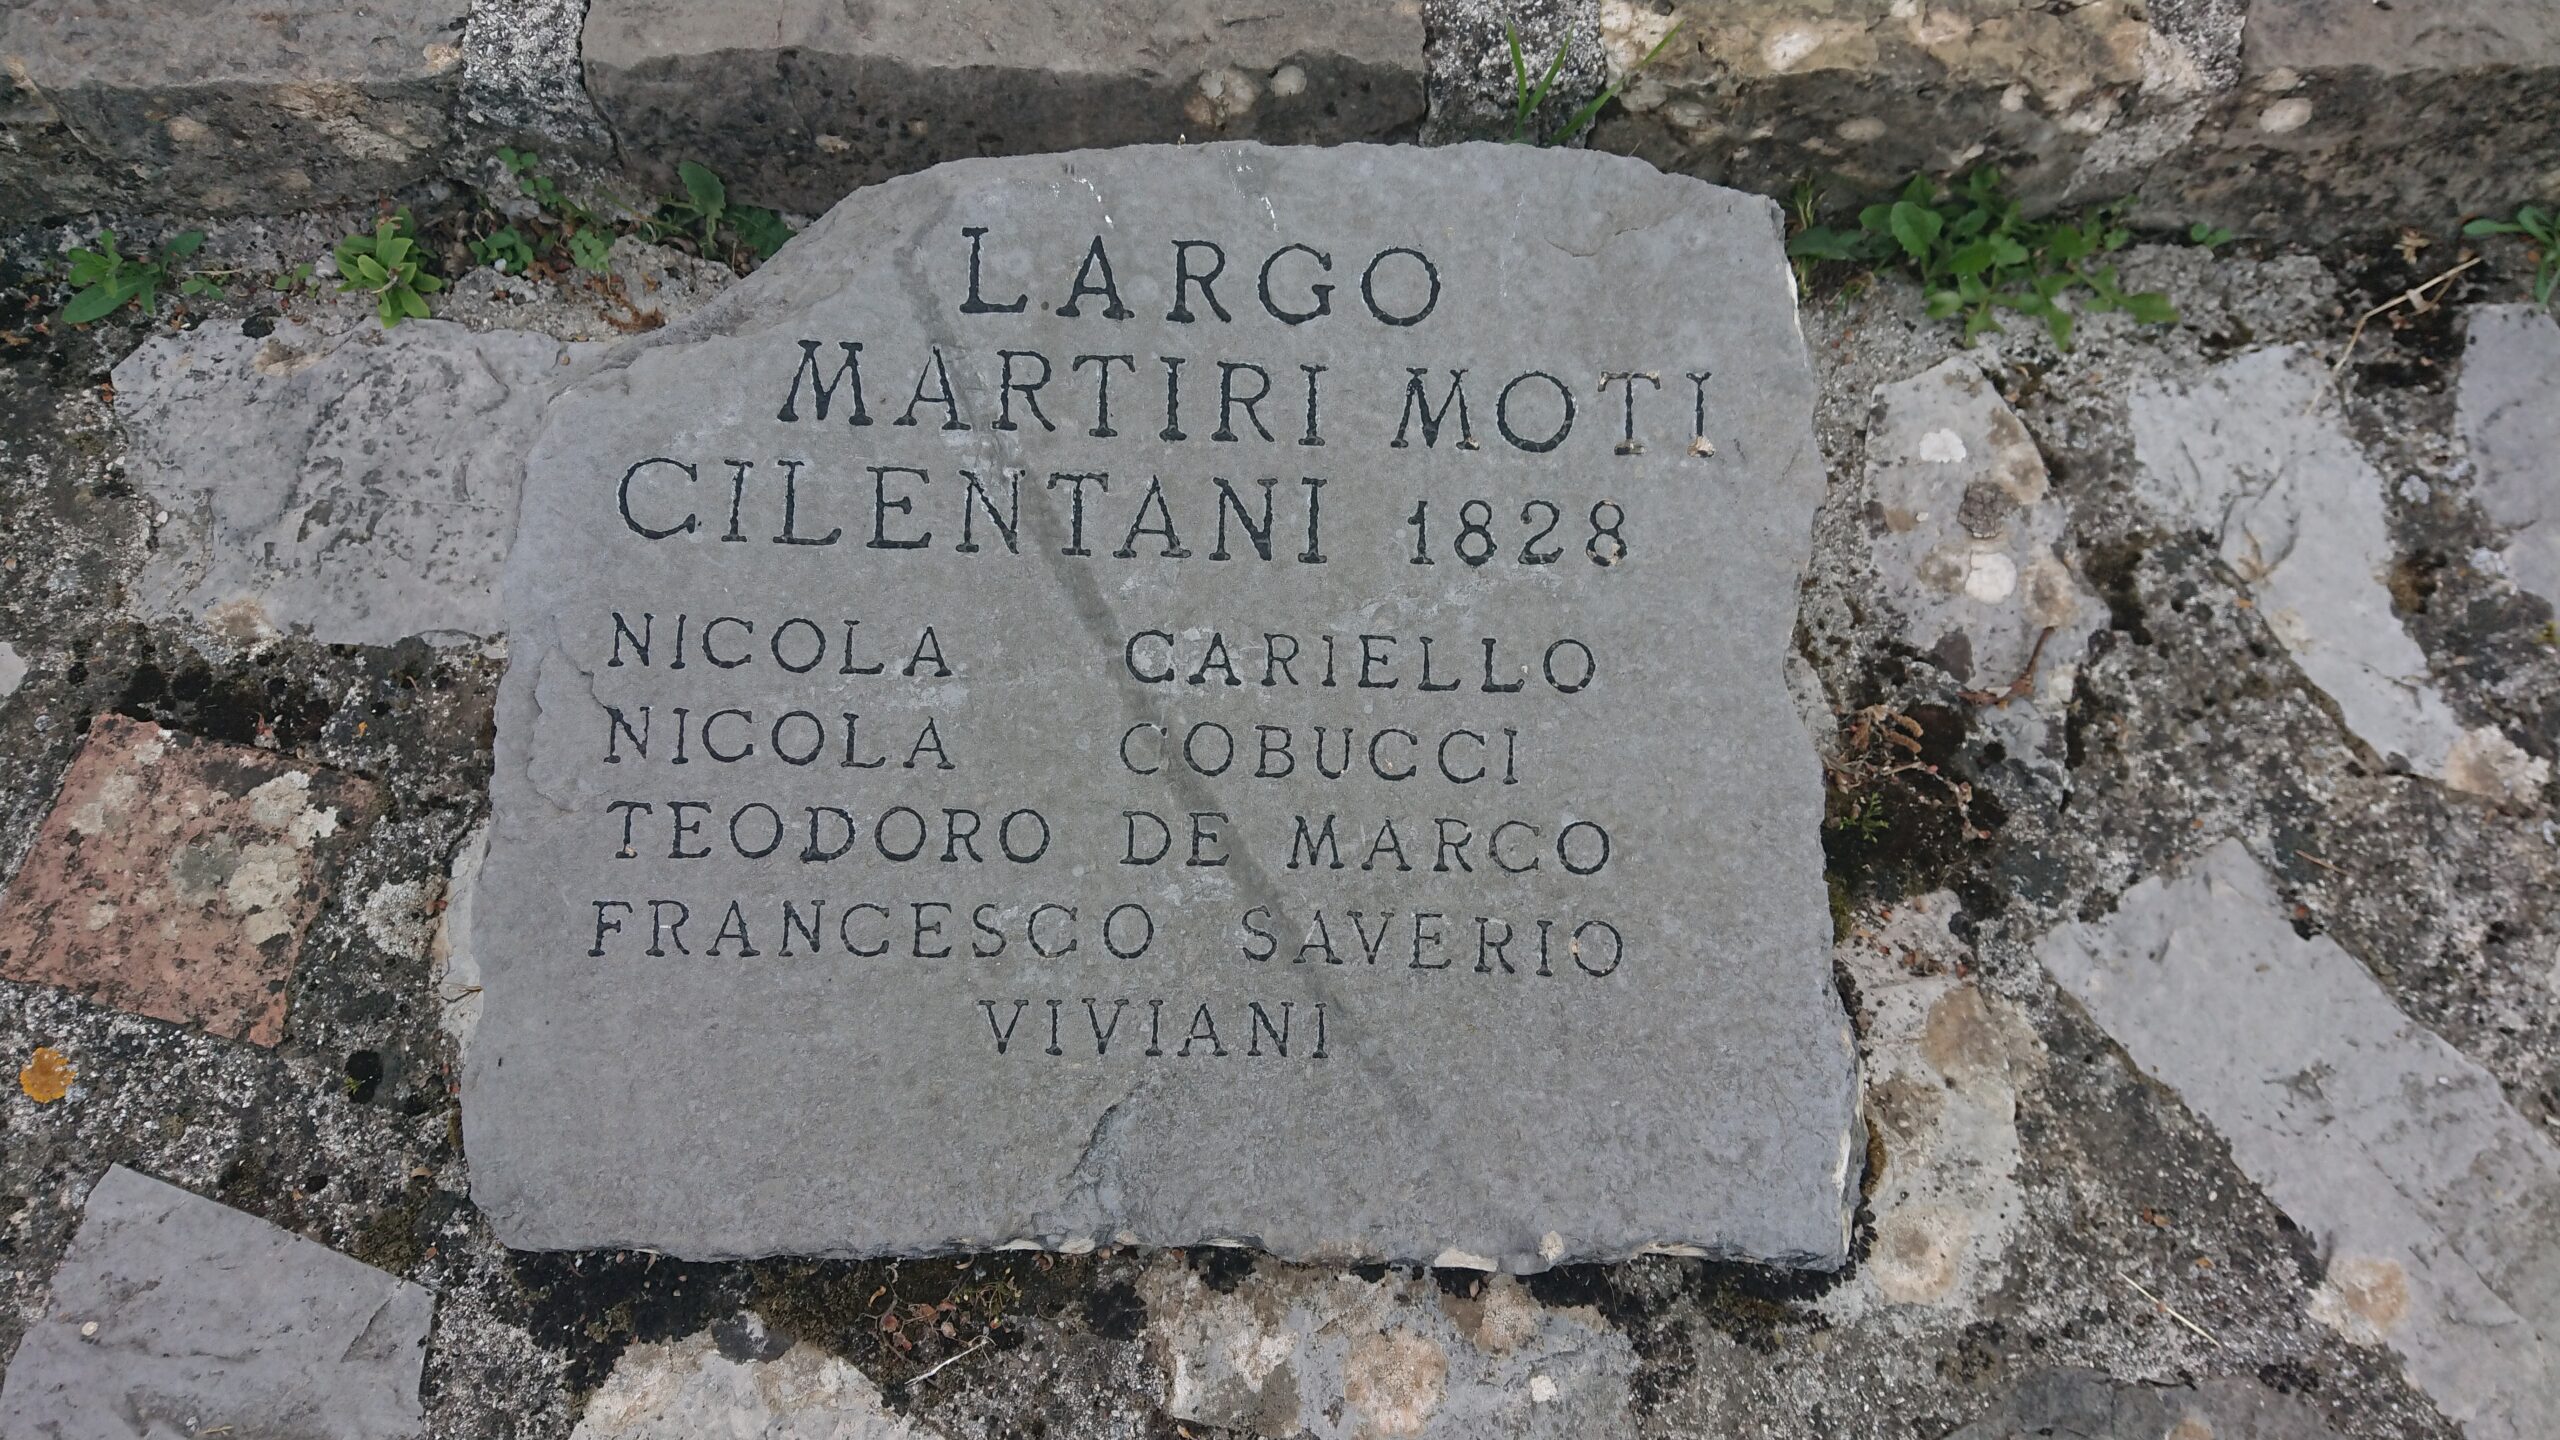 LARGO
MARTIRI MOTI
CILENTANI 1828
NICOLA CARIELLO
NICOLA COBUCCI
TEODORO DE MARCO
FRANCESCO SAVERIO
VIVIANI